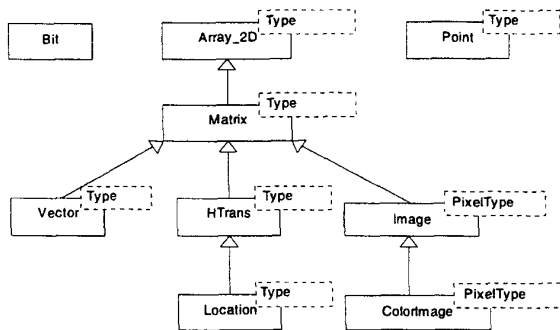 Type
Type
Bit
Array_2D
Point
Type
Matrix
Type
Type
PixelType
Vector
HTrans
Image
Type
PixelType
Location
ColorImage